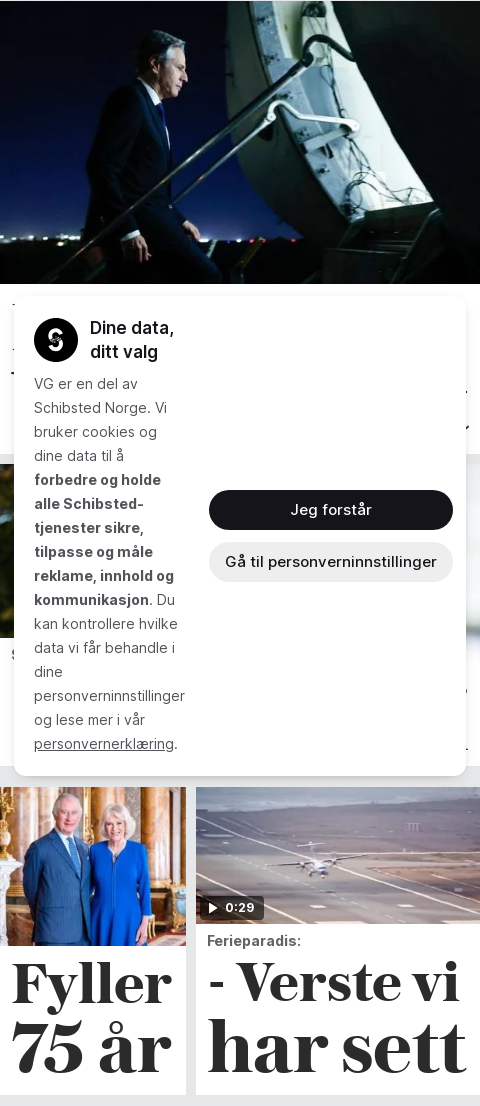 Dine data,
ditt valg
VG er en del av
Schibsted Norge. Vi
bruker cookies og
dine data til å
forbedre og holde
alle Schibsted-
tjenester sikre,
tilpasse og måle
reklame, innhold og
kommunikasjon. Du
kan kontrollere hvilke
data vi får behandle i
dine
personverninnstillinger
og lese mer i vår
personvernerklæring.
Jeg forstår
Gå til personverninnstillinger
Fyller
75 år
0:29
Ferieparadis:
- Verste vi
har sett